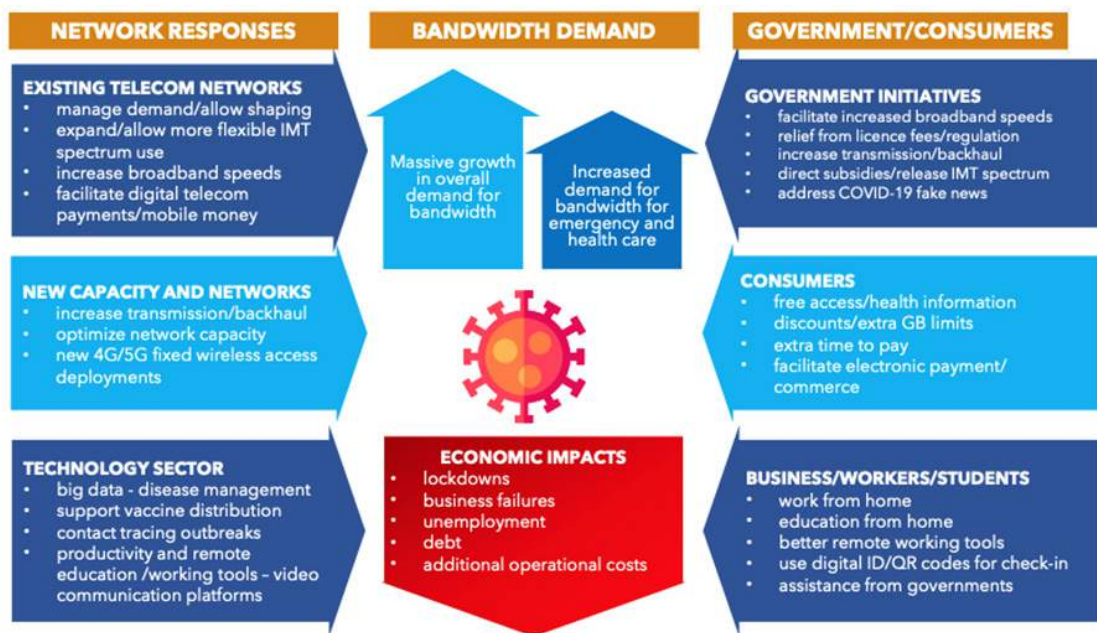 NETWORK RESPONSES
BANDWIDTH DEMAND
GOVERNMENT/CONSUMERS
EXISTING TELECOM NETWORKS
• manage demand/allow shaping
• expand/allow more flexible IMT
spectrum use
• increase broadband speeds
• facilitate digital telecom
payments/mobile money
Massive growth
in overall
demand for
bandwidth
Increased
demand for
bandwidth for
emergency and
health care
GOVERNMENT INITIATIVES
• facilitate increased broadband speeds
• relief from licence fees/regulation
• increase transmission/backhaul
• direct subsidies/release IMT spectrum
• address COVID-19 fake news
NEW CAPACITY AND NETWORKS
• increase transmission/backhaul
• optimize network capacity
• new 4G/5G fixed wireless access
deployments
CONSUMERS
• free access/health information
• discounts/extra GB limits
• extra time to pay
• facilitate electronic payment/
commerce
TECHNOLOGY SECTOR
• big data - disease management
• support vaccine distribution
• contact tracing outbreaks
• productivity and remote
education /working tools – video
communication platforms
ECONOMIC IMPACTS
• lockdowns
• business failures
• unemployment
• debt
• additional operational costs
BUSINESS/WORKERS/STUDENTS
• work from home
• education from home
• better remote working tools
• use digital ID/QR codes for check-in
• assistance from governments